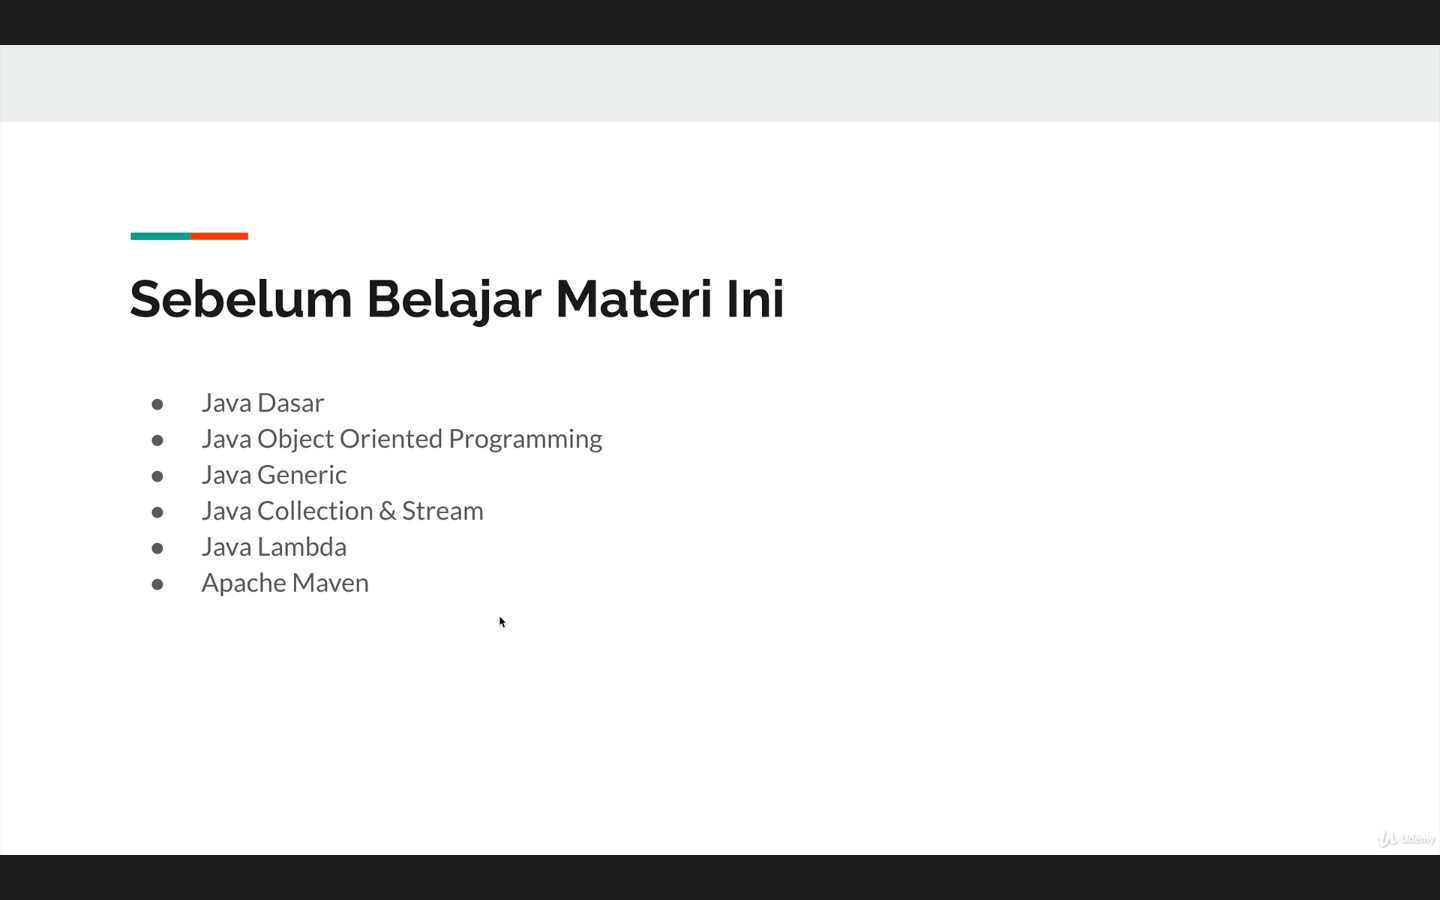 Sebelum Belajar Materi Ini
● Java Dasar
● Java Object Oriented Programming
● Java Generic
● Java Collection & Stream
● Java Lambda
● Apache Maven
Udemy